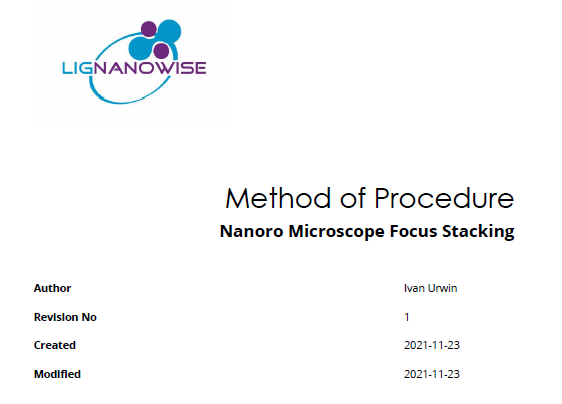 LIGNANOWISE
Method of Procedure
Nanoro Microscope Focus Stacking
Author Ivan Urwin
Revision No 1
Created 2021-11-23
Modified 2021-11-23